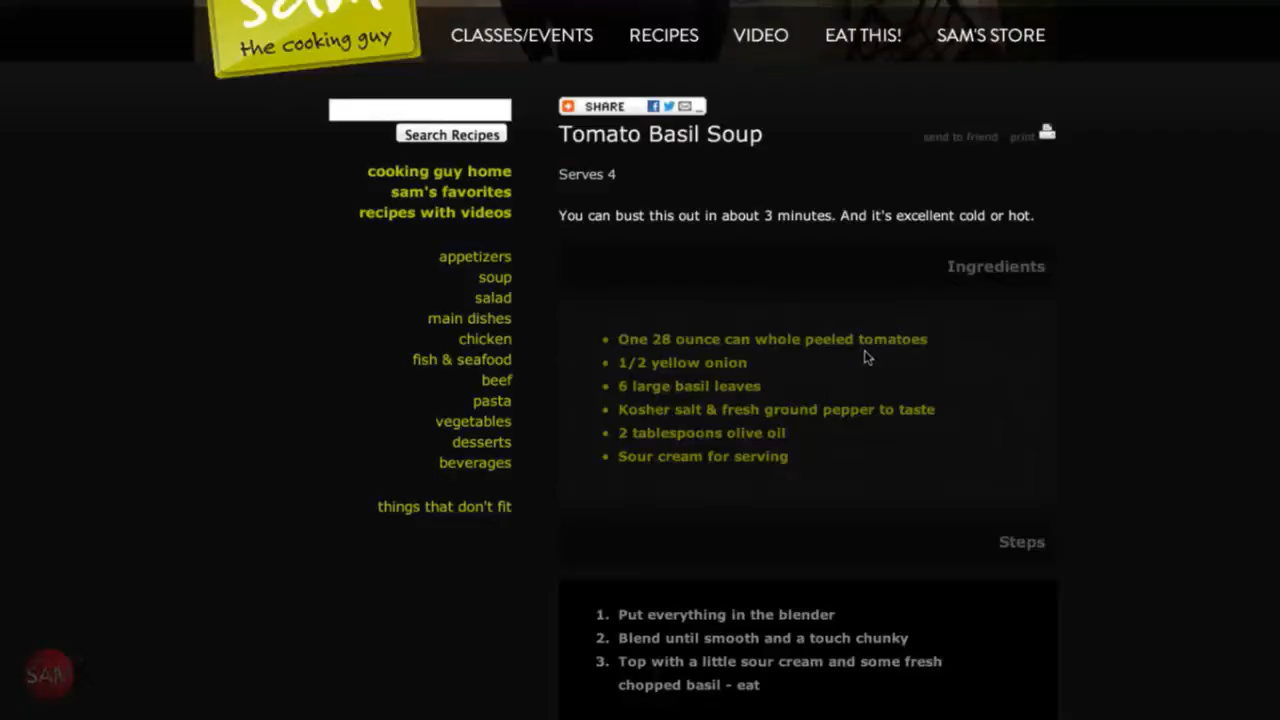 sam
the cooking guy
CLASSES/EVENTS RECIPES VIDEO EAT THIS! SAM'S STORE
SHARE
Search Recipes
Tomato Basil Soup
send to friend print
Serves 4
cooking guy home
sam's favorites
recipes with videos
You can bust this out in about 3 minutes. And it's excellent cold or hot.
appetizers
soup
salad
main dishes
chicken
fish & seafood
beef
pasta
vegetables
desserts
beverages
things that don't fit
Ingredients
• One 28 ounce can whole peeled tomatoes
• 1/2 yellow onion
• 6 large basil leaves
• Kosher salt & fresh ground pepper to taste
• 2 tablespoons olive oil
• Sour cream for serving
Steps
1. Put everything in the blender
2. Blend until smooth and a touch chunky
3. Top with a little sour cream and some fresh
chopped basil - eat
SAM